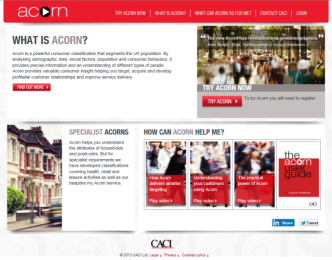 acorn
TRY ACORN NOW
WHAT IS ACORN?
WHAT CAN ACORN DO FOR ME?
CONTACT CACI
LOGIN
WHAT IS ACORN?
Acorn is a powerful consumer classification that segments the UK population. By
analysing demographic data, social factors, population and consumer behaviour, it
provides precise information and an understanding of different types of people.
Acorn provides valuable consumer insight helping you target, acquire and develop
profitable customer relationships and improve service delivery.
FIND OUT MORE
TRY ACORN NOW
TRY ACORN
To try Acorn you will need to register
SPECIALIST ACORNS
Acorn helps you understand
the attributes of households
and postcodes. But for
specialist requirements we
have developed classifications
covering health, retail and
leisure activities as well as our
bespoke my Acorn service.
HOW CAN ACORN HELP ME?
How Acorn
delivers smarter
targeting
Play video
Understanding
your customers
using Acorn
Play video
The practical
power of Acorn
Play video
the
acorn
guide
CACI
Share
Tweet
CACI
© 2013 CACI Ltd. Legal Privacy Cookies policy